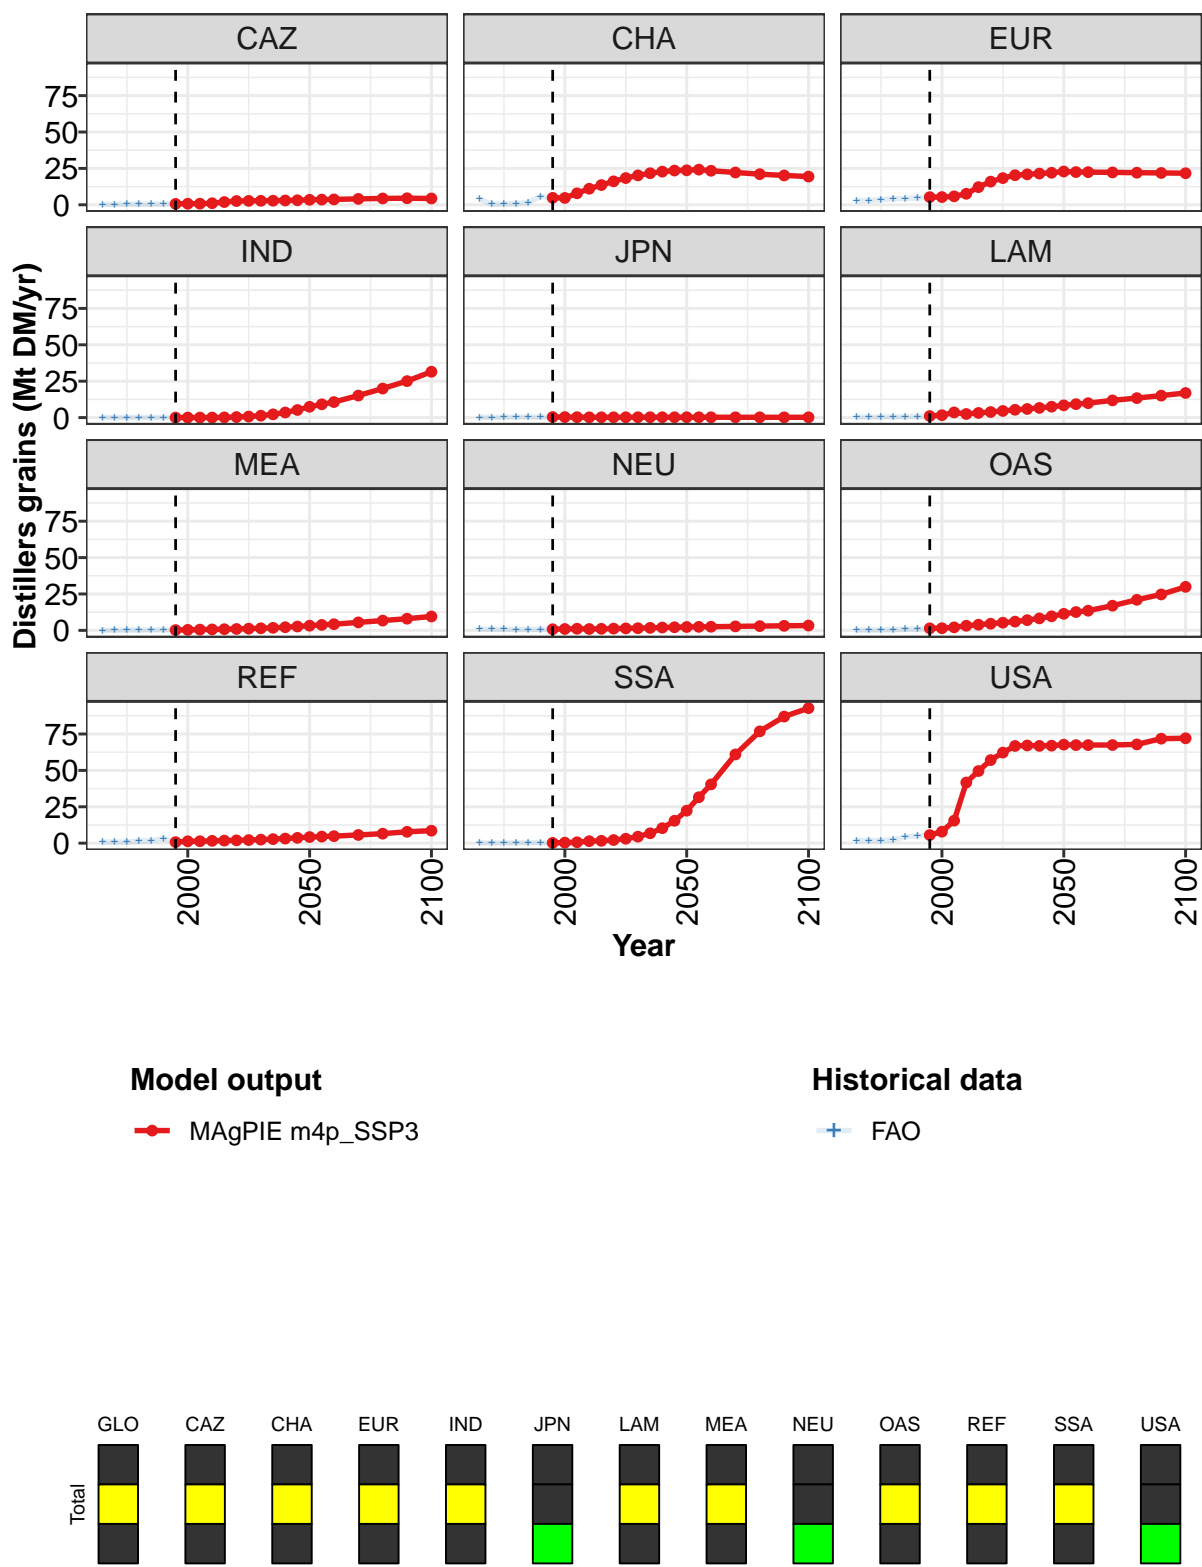 CAZ CHA EUR
75
50
25
0
IND JPN LAM
75
50
25
0
MEA NEU OAS
75
50
25
0
REF SSA USA
75
50
25
0
2000 2050 2100 2000 2050 2100 2000 2050 2100
Year
Distillers grains (Mt DM/yr)
Model output
MAgPIE m4p_SSP3
Historical data
FAO
GLO CAZ CHA EUR IND JPN LAM MEA NEU OAS REF SSA USA
Total